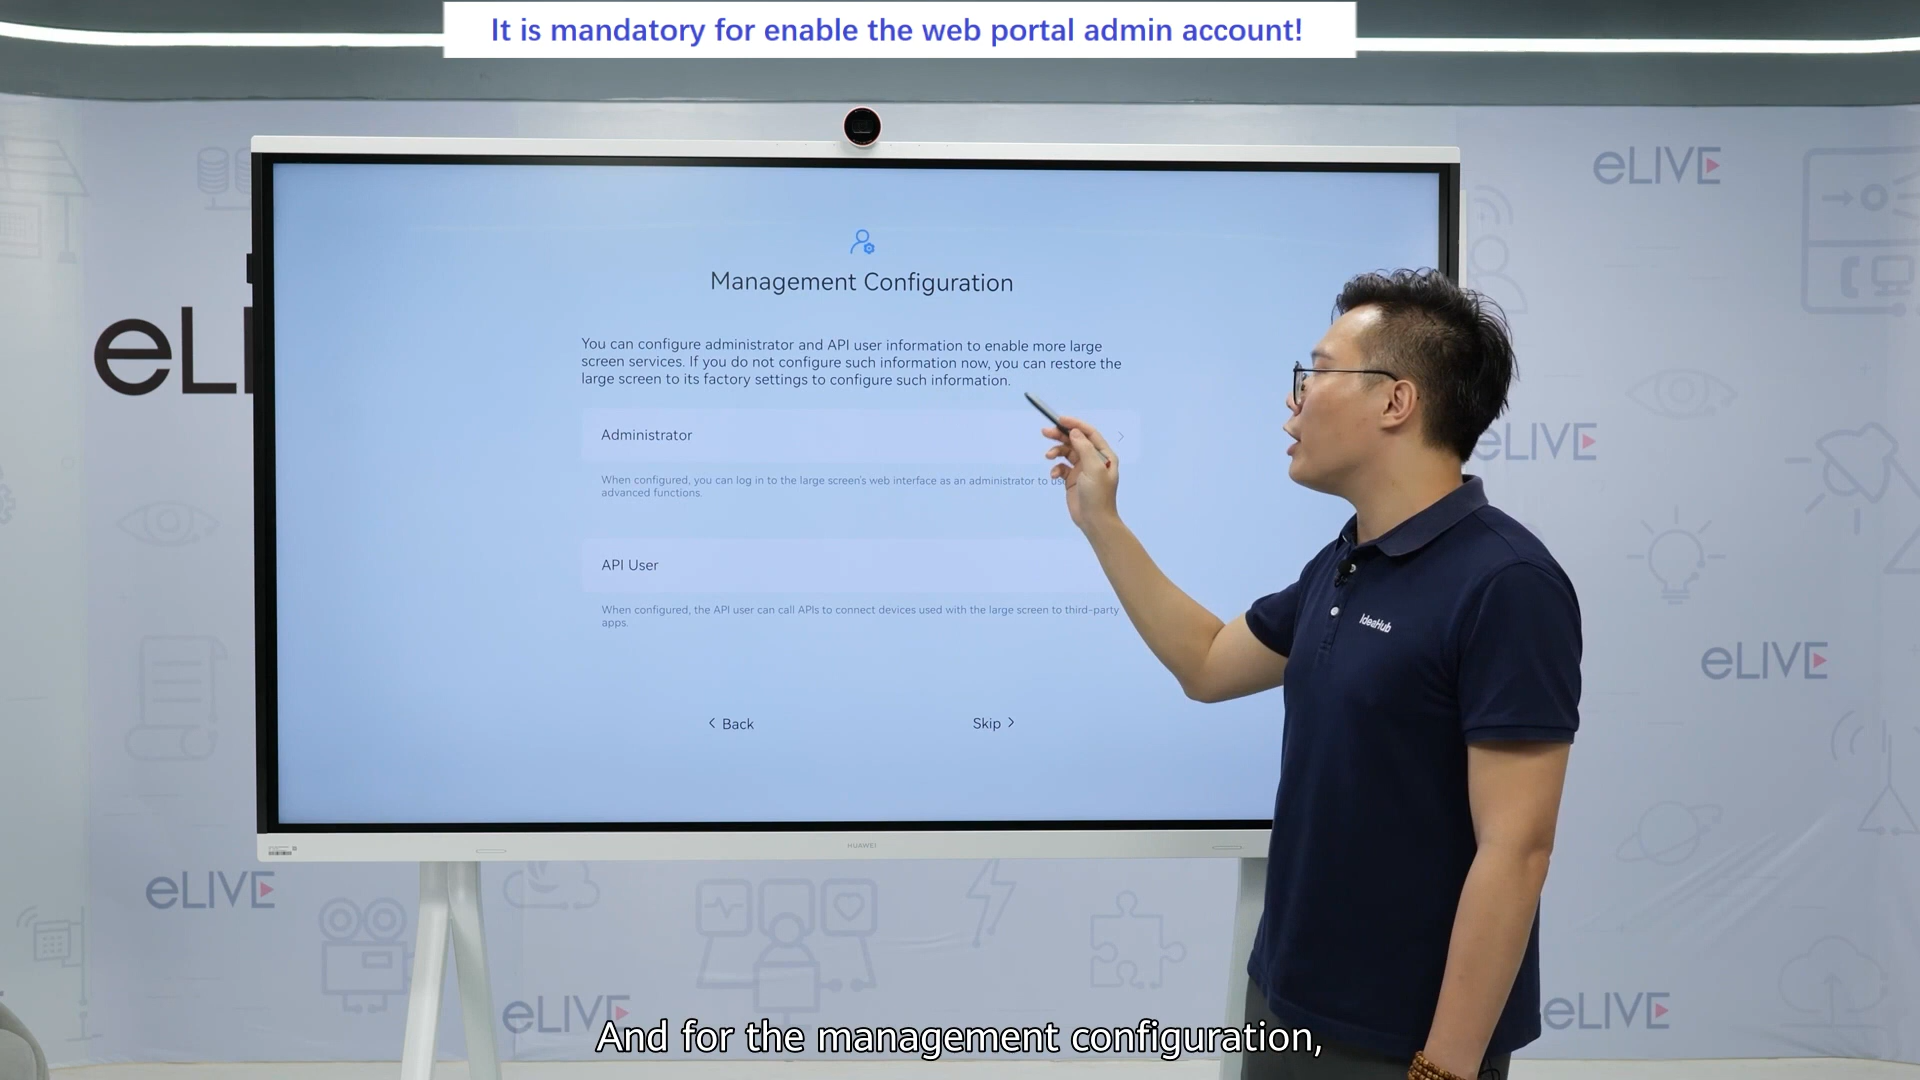 It is mandatory for enable the web portal admin account!
eLIVE
eLI
Management Configuration
You can configure administrator and API user information to enable more large
screen services. If you do not configure such information now, you can restore the
large screen to its factory settings to configure such information.
Administrator
When configured, you can log in to the large screen's web interface as an administrator to
advanced functions.
eLIVE
API User
When configured, the API user can call APIs to connect devices used with the large screen to third-party
apps.
IdeaHub
eLIVE
Back
Skip
HUAWEI
eLIVE
eLIVE
eLIVE
And for the management configuration,